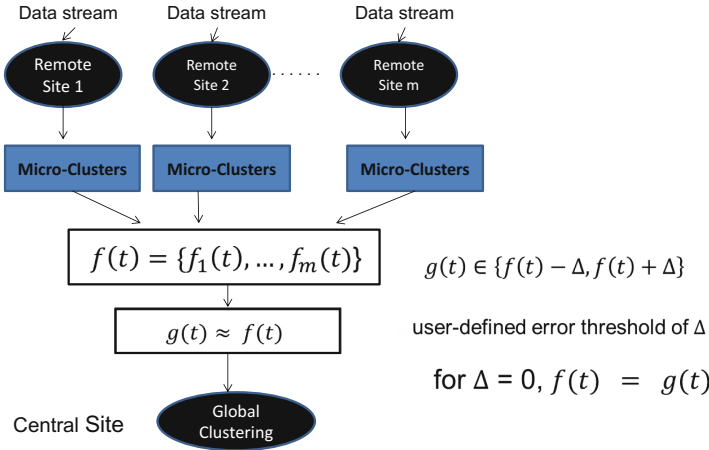 Data stream Data stream Data stream
Remote Site 1
Remote Site 2
......
Remote Site m
Micro-Clusters Micro-Clusters Micro-Clusters
f(t) = {f₁(t), …, fₘ(t)}
g(t) ∈ {f(t) − Δ, f(t) + Δ}
g(t) ≈ f(t)
user-defined error threshold of Δ
for Δ = 0, f(t) = g(t)
Global
Clustering
Central Site